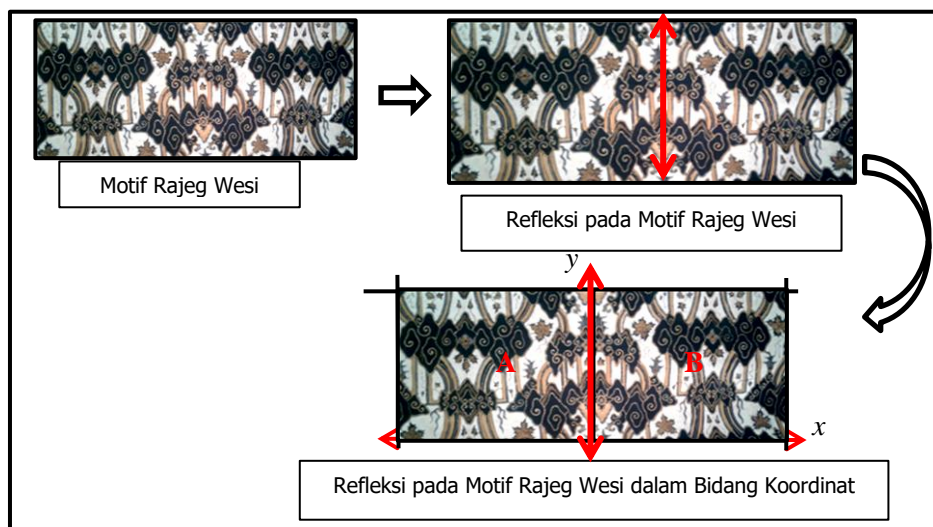 Motif Rajeg Wesi
Refleksi pada Motif Rajeg Wesi
y
A
B
x
Refleksi pada Motif Rajeg Wesi dalam Bidang Koordinat